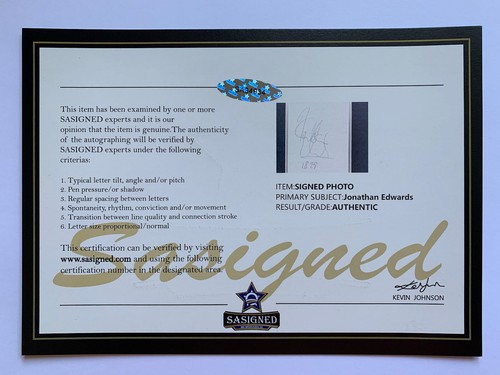 This item has been examined by one or more
SASIGNED experts and it is our
opinion that the item is genuine.The authenticity
of the autographing will be verified by
SASIGNED experts under the following
criterias:
1. Typical letter tilt, angle and/or pitch
2. Pen pressure/or shadow
3. Regular spacing between letters
4. Spontaneity, rhythm, conviction and/or movement
5. Transition between line quality and connection stroke
6. Letter size proportional/normal
This certification can be verified by visiting
www.sasigned.com and using the following
certification number in the designated area.
ITEM:SIGNED PHOTO
PRIMARY SUBJECT:Jonathan Edwards
RESULT/GRADE:AUTHENTIC
Sasigned
KEVIN JOHNSON
SASIGNED